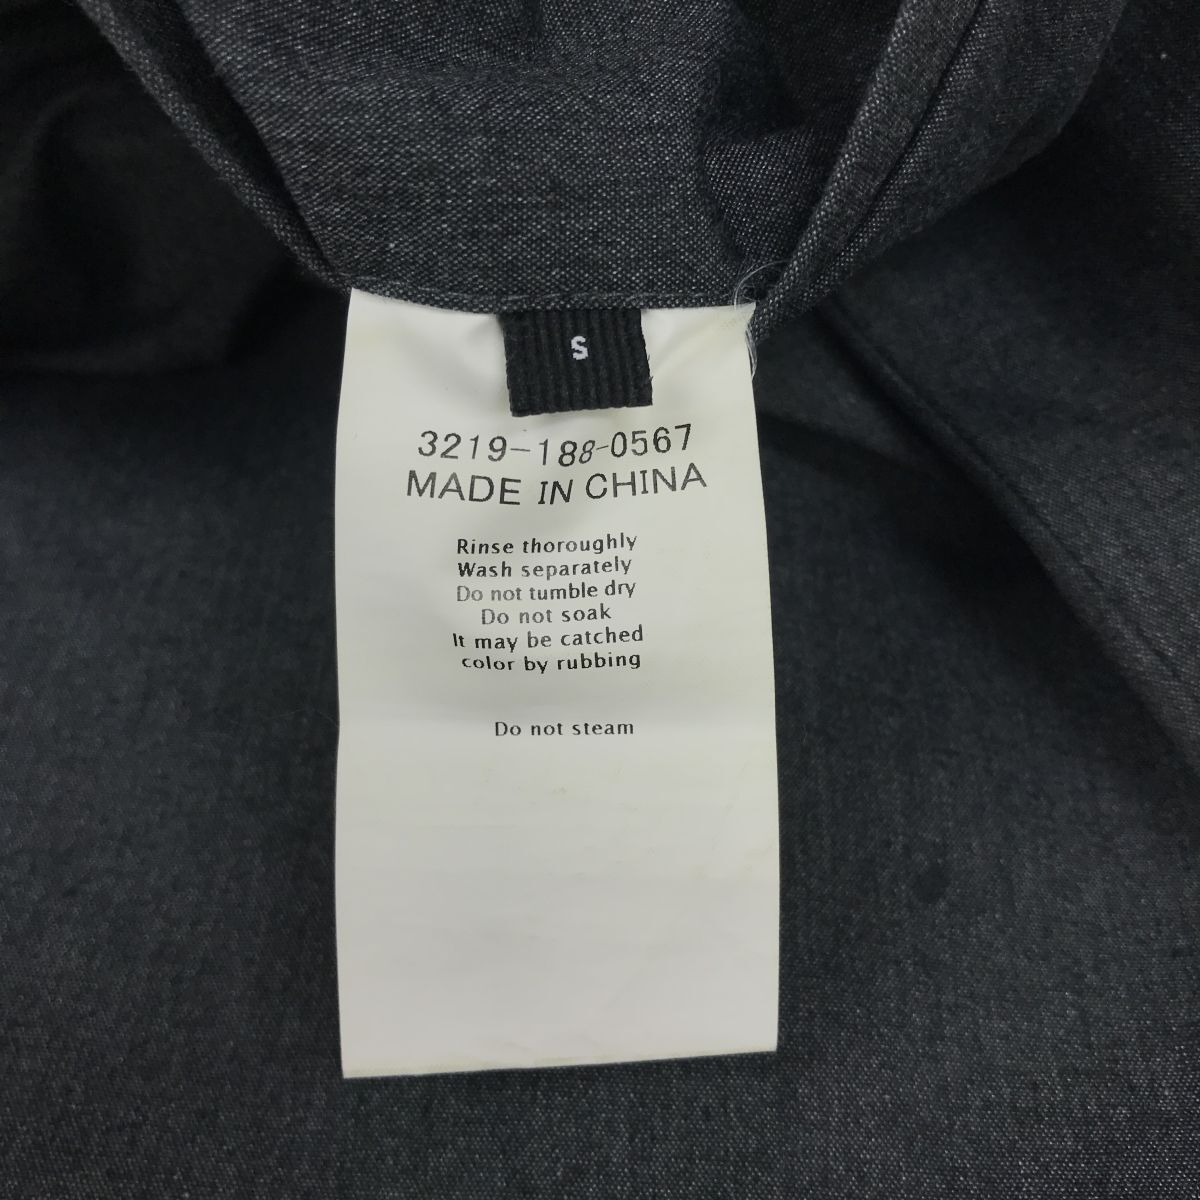 S
3219-188-0567
MADE IN CHINA
Rinse thoroughly
Wash separately
Do not tumble dry
Do not soak
It may be catched
color by rubbing
Do not steam